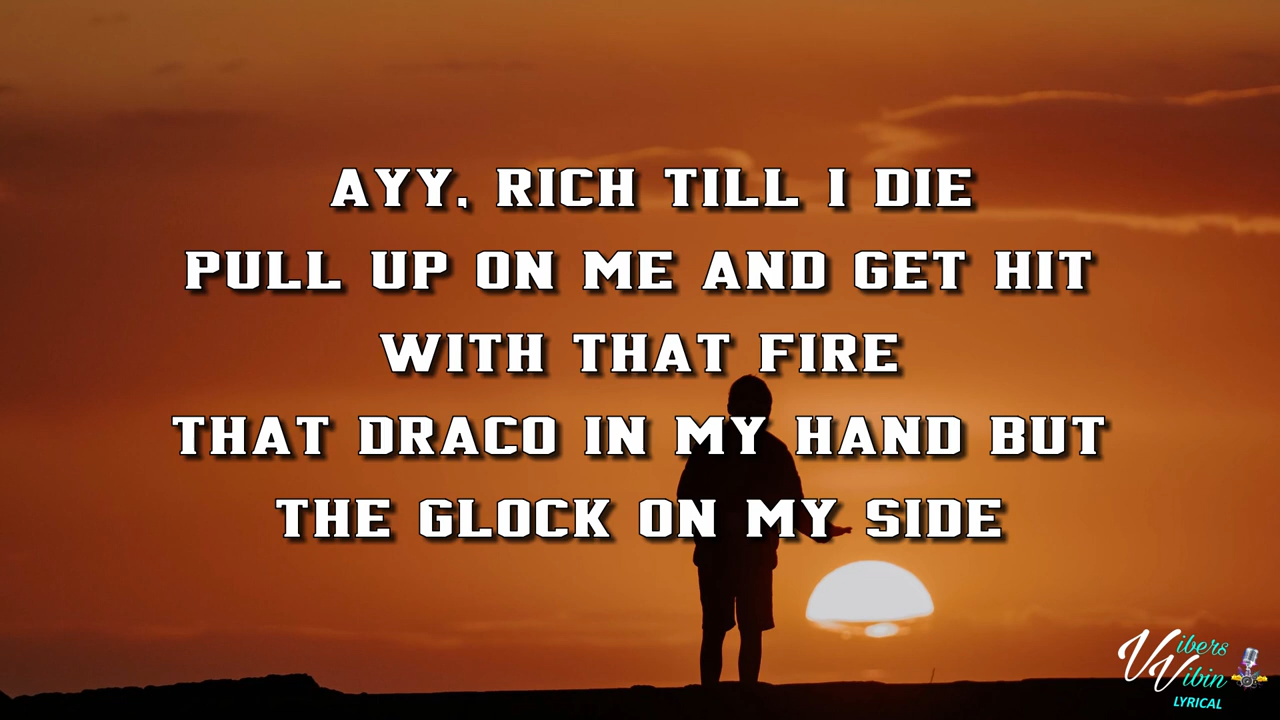 AYY, RICH TILL I DIE
PULL UP ON ME AND GET HIT
WITH THAT FIRE
THAT DRACO IN MY HAND BUT
THE GLOCK ON MY SIDE
Vibers
Vibin
LYRICAL